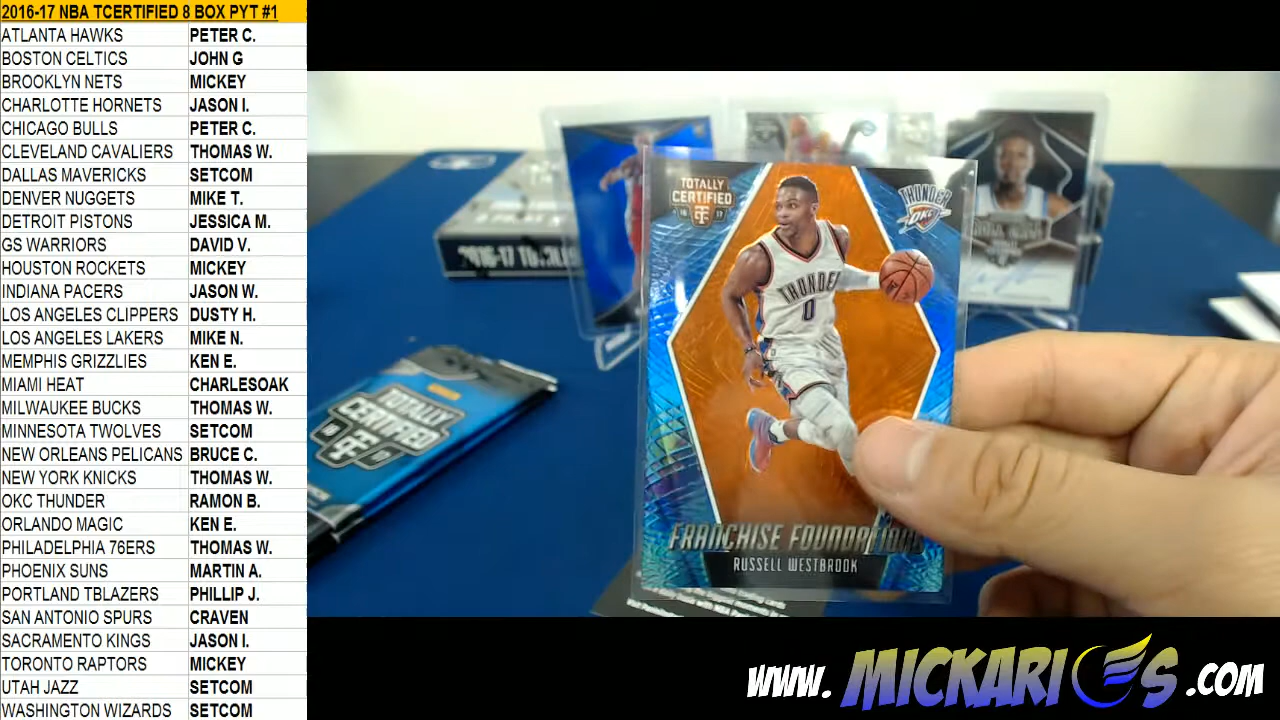 2016-17 NBA TCERTIFIED 8 BOX PYT #1
ATLANTA HAWKS PETER C.
BOSTON CELTICS JOHN G
BROOKLYN NETS MICKEY
CHARLOTTE HORNETS JASON I.
CHICAGO BULLS PETER C.
CLEVELAND CAVALIERS THOMAS W.
DALLAS MAVERICKS SETCOM
DENVER NUGGETS MIKE T.
DETROIT PISTONS JESSICA M.
GS WARRIORS DAVID V.
HOUSTON ROCKETS MICKEY
INDIANA PACERS JASON W.
LOS ANGELES CLIPPERS DUSTY H.
LOS ANGELES LAKERS MIKE N.
MEMPHIS GRIZZLIES KEN E.
MIAMI HEAT CHARLESOAK
MILWAUKEE BUCKS THOMAS W.
MINNESOTA TWOLVES SETCOM
NEW ORLEANS PELICANS BRUCE C.
NEW YORK KNICKS THOMAS W.
OKC THUNDER RAMON B.
ORLANDO MAGIC KEN E.
PHILADELPHIA 76ERS THOMAS W.
PHOENIX SUNS MARTIN A.
PORTLAND TBLAZERS PHILLIP J.
SAN ANTONIO SPURS CRAVEN
SACRAMENTO KINGS JASON I.
TORONTO RAPTORS MICKEY
UTAH JAZZ SETCOM
WASHINGTON WIZARDS SETCOM
2016-17
TOTALLY
CERTIFIED
16 TC 17
THUNDER
OKC
THUNDER
0
FRANCHISE FOUNDATIONS
RUSSELL WESTBROOK
TOTALLY
CERTIFIED
www.MICKARIES.com